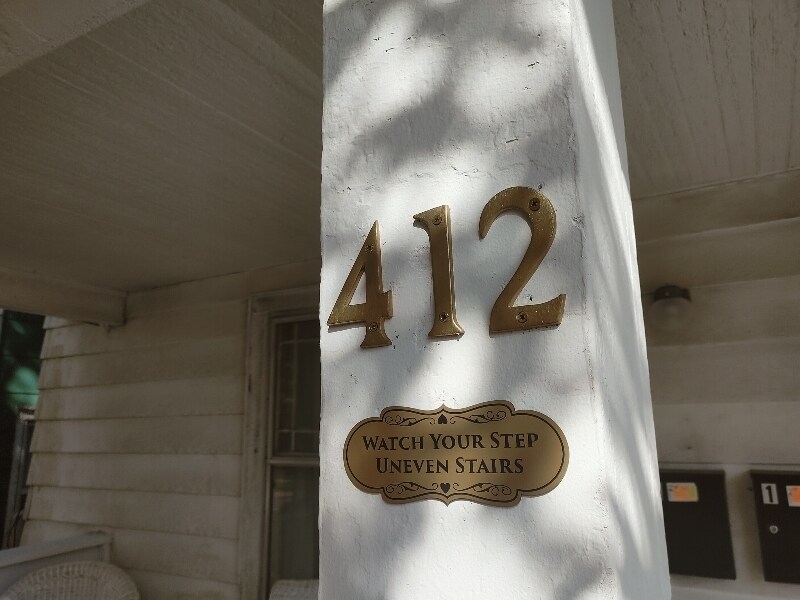 412
WATCH YOUR STEP
UNEVEN STAIRS
1